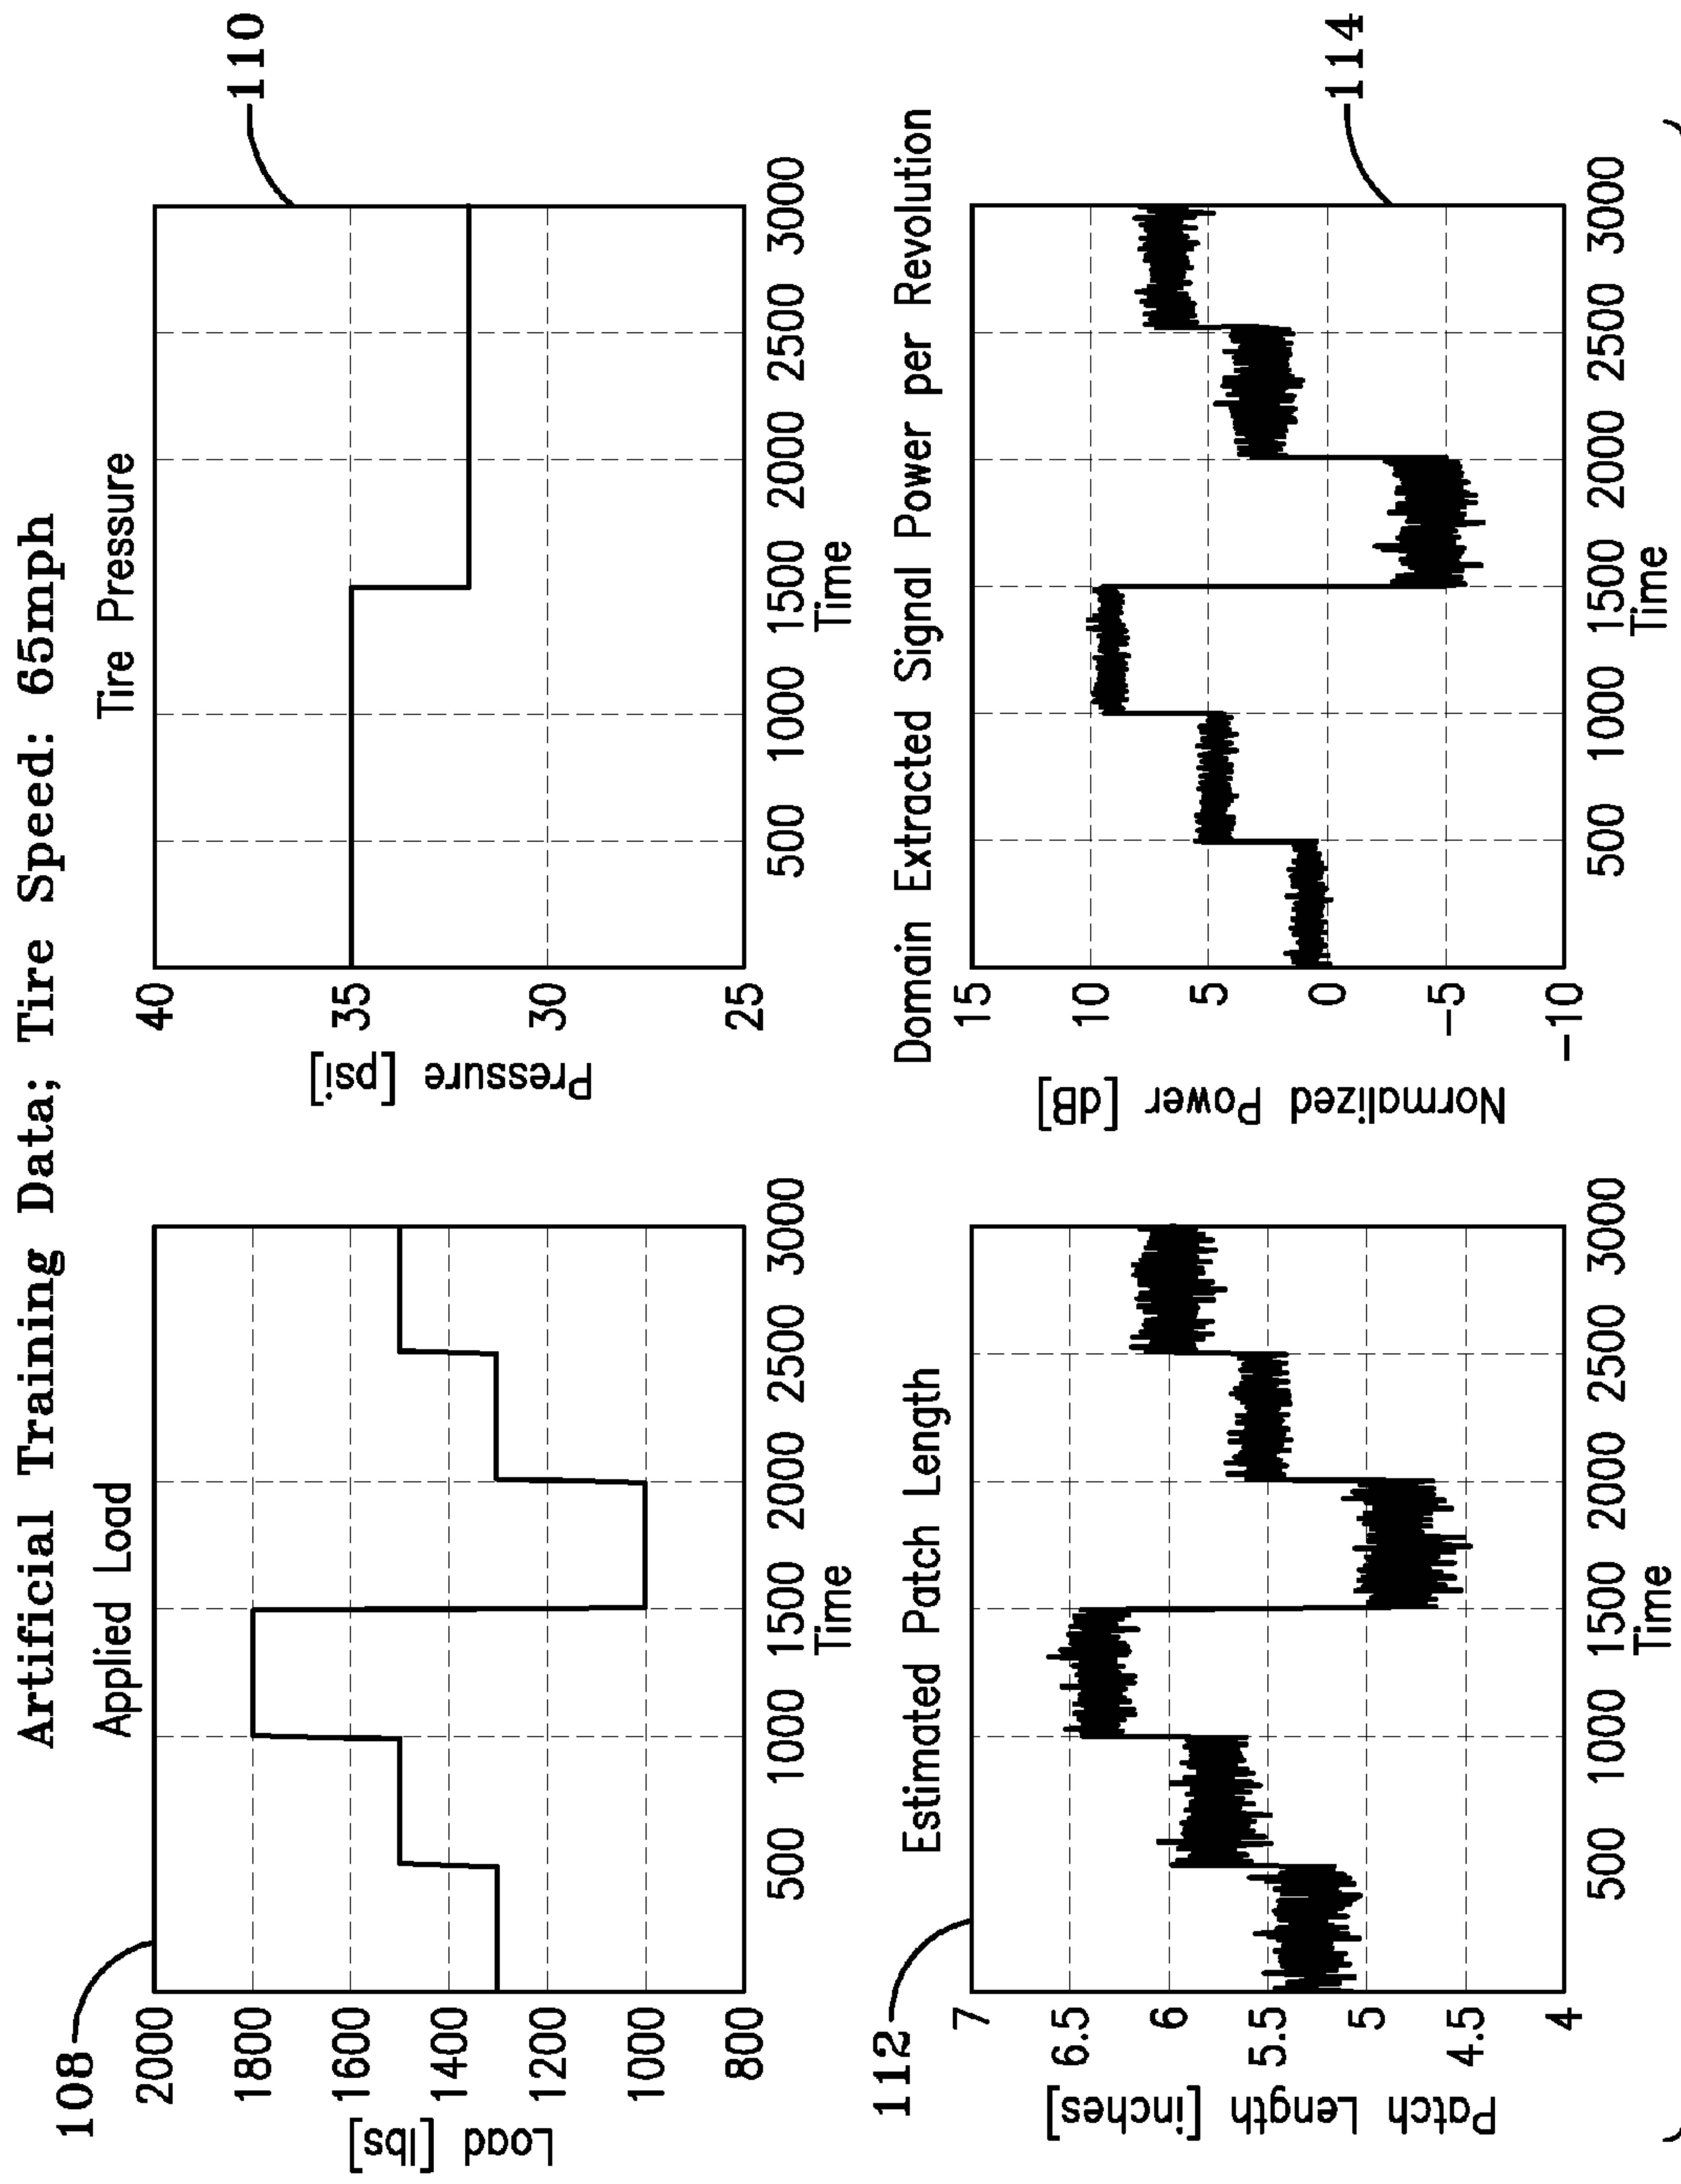 Artificial Training Data; Tire Speed: 65mph
108
Applied Load
Load [lbs]
2000
1800
1600
1400
1200
1000
800
500 1000 1500 2000 2500 3000
Time
110
Tire Pressure
Pressure [psi]
40
35
30
25
500 1000 1500 2000 2500 3000
Time
112
Estimated Patch Length
Patch Length [inches]
7
6.5
6
5.5
5
4.5
4
500 1000 1500 2000 2500 3000
Time
114
Domain Extracted Signal Power per Revolution
Normalized Power [dB]
15
10
5
0
-5
-10
500 1000 1500 2000 2500 3000
Time